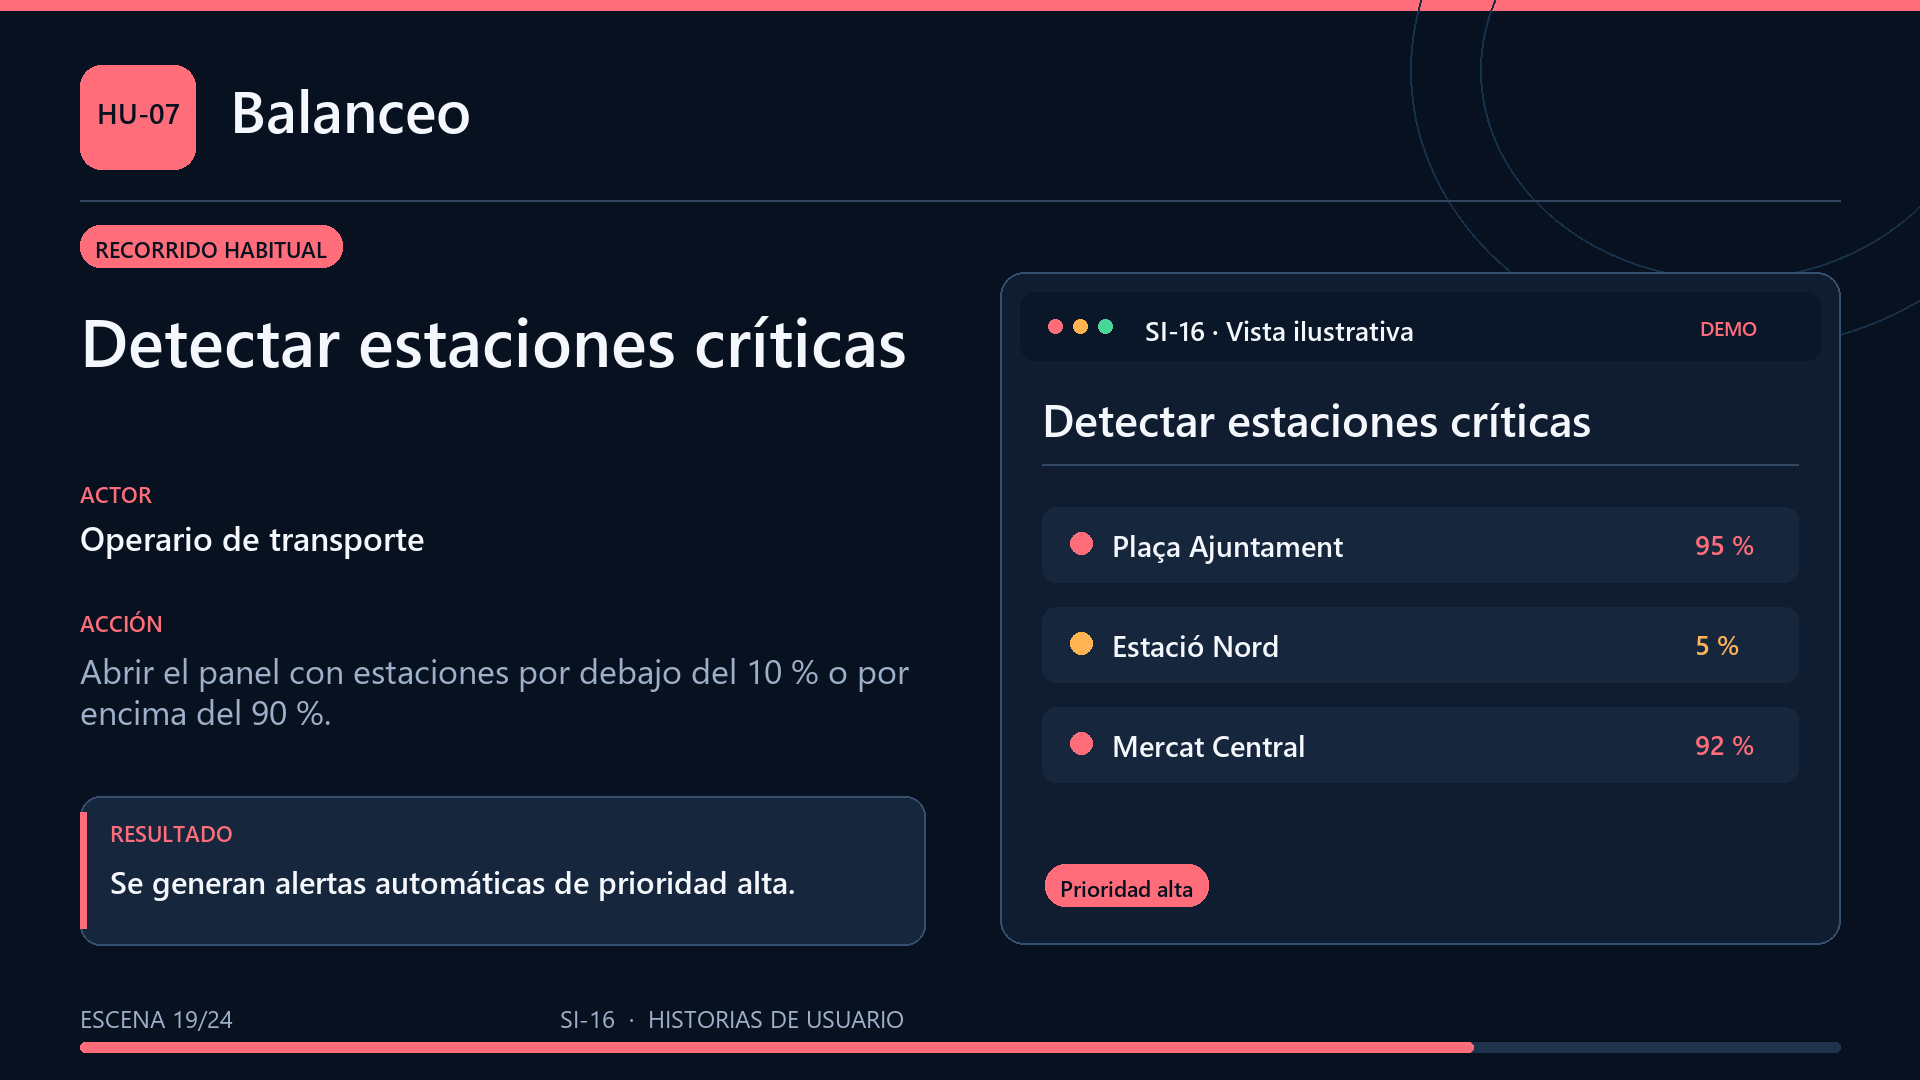 HU-07
Balanceo
RECORRIDO HABITUAL
Detectar estaciones críticas
ACTOR
Operario de transporte
ACCIÓN
Abrir el panel con estaciones por debajo del 10 % o por
encima del 90 %.
RESULTADO
Se generan alertas automáticas de prioridad alta.
SI-16 · Vista ilustrativa
DEMO
Detectar estaciones críticas
Plaça Ajuntament 95 %
Estació Nord 5 %
Mercat Central 92 %
Prioridad alta
ESCENA 19/24
SI-16 · HISTORIAS DE USUARIO